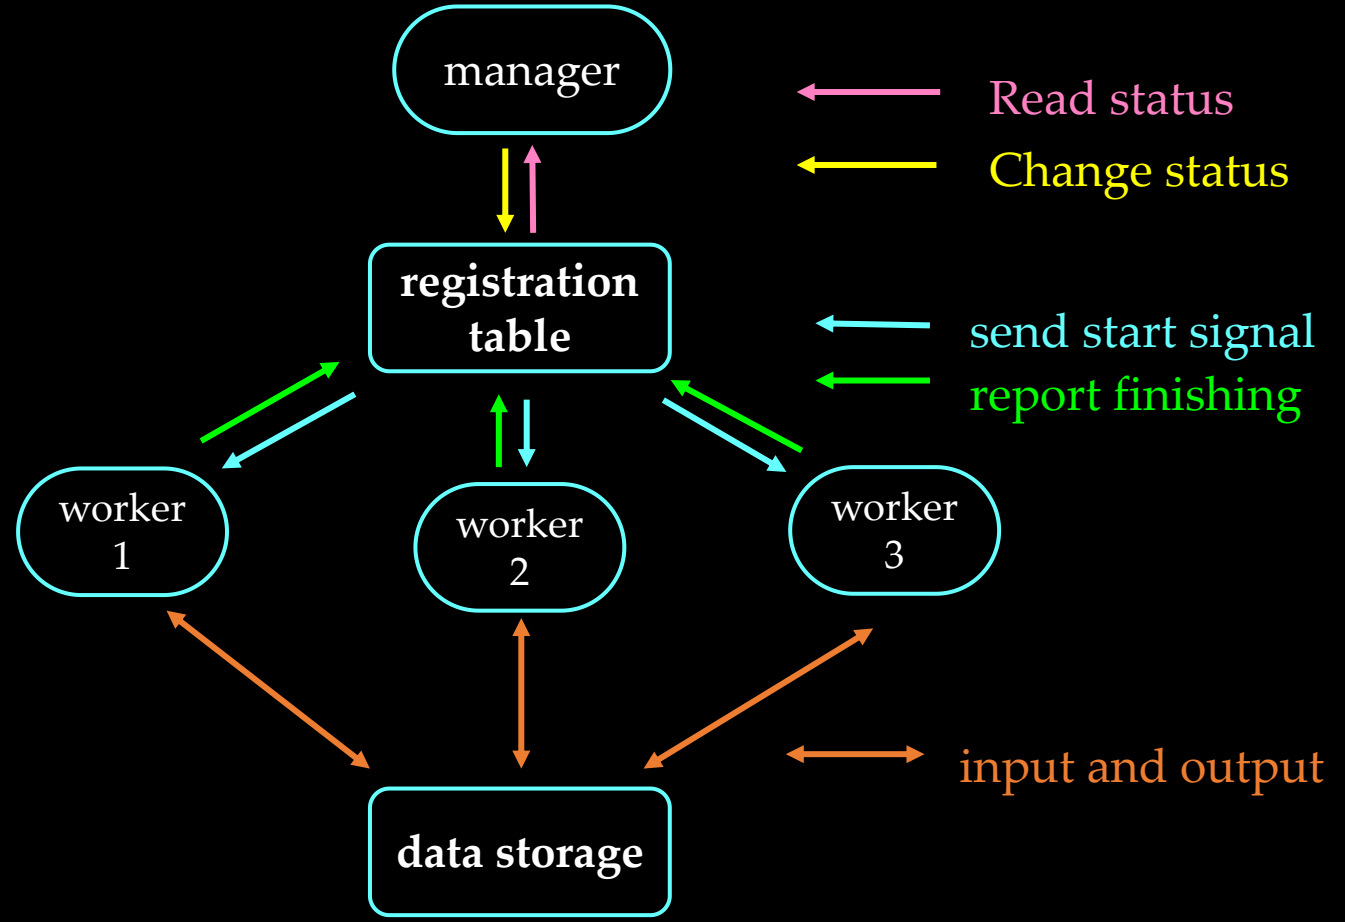 manager
Read status
Change status
registration
table
send start signal
report finishing
worker
1
worker
2
worker
3
input and output
data storage